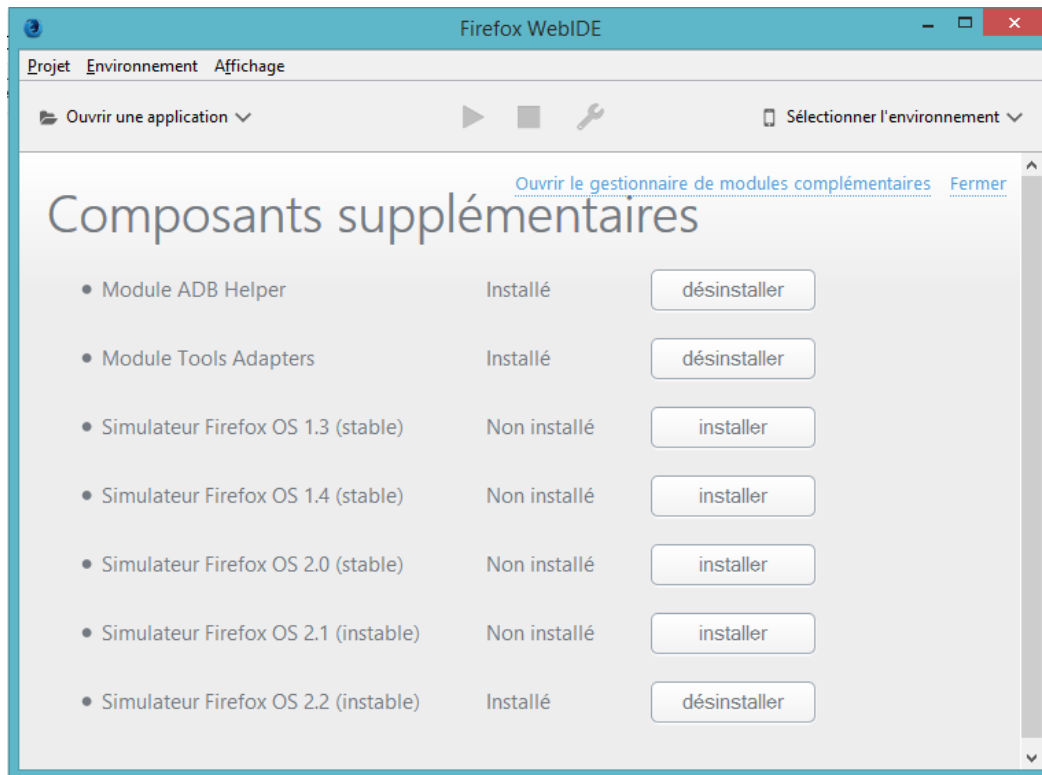 Firefox WebIDE
Projet Environnement Affichage
Ouvrir une application Sélectionner l'environnement
Ouvrir le gestionnaire de modules complémentaires Fermer
Composants supplémentaires
• Module ADB Helper Installé désinstaller
• Module Tools Adapters Installé désinstaller
• Simulateur Firefox OS 1.3 (stable) Non installé installer
• Simulateur Firefox OS 1.4 (stable) Non installé installer
• Simulateur Firefox OS 2.0 (stable) Non installé installer
• Simulateur Firefox OS 2.1 (instable) Non installé installer
• Simulateur Firefox OS 2.2 (instable) Installé désinstaller